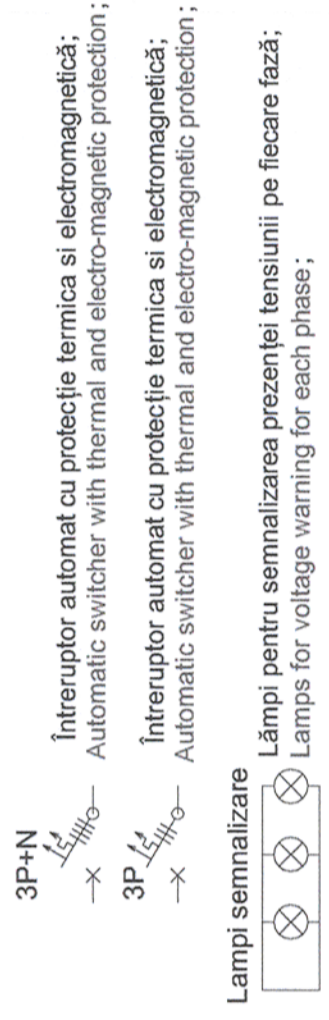 3P+N
Întreruptor automat cu protecție termica si electromagnetică;
Automatic switcher with thermal and electro-magnetic protection;
3P
Întreruptor automat cu protecție termica si electromagnetică;
Automatic switcher with thermal and electro-magnetic protection;
Lampi semnalizare
Lămpi pentru semnalizarea prezenței tensiunii pe fiecare fază;
Lamps for voltage warning for each phase;